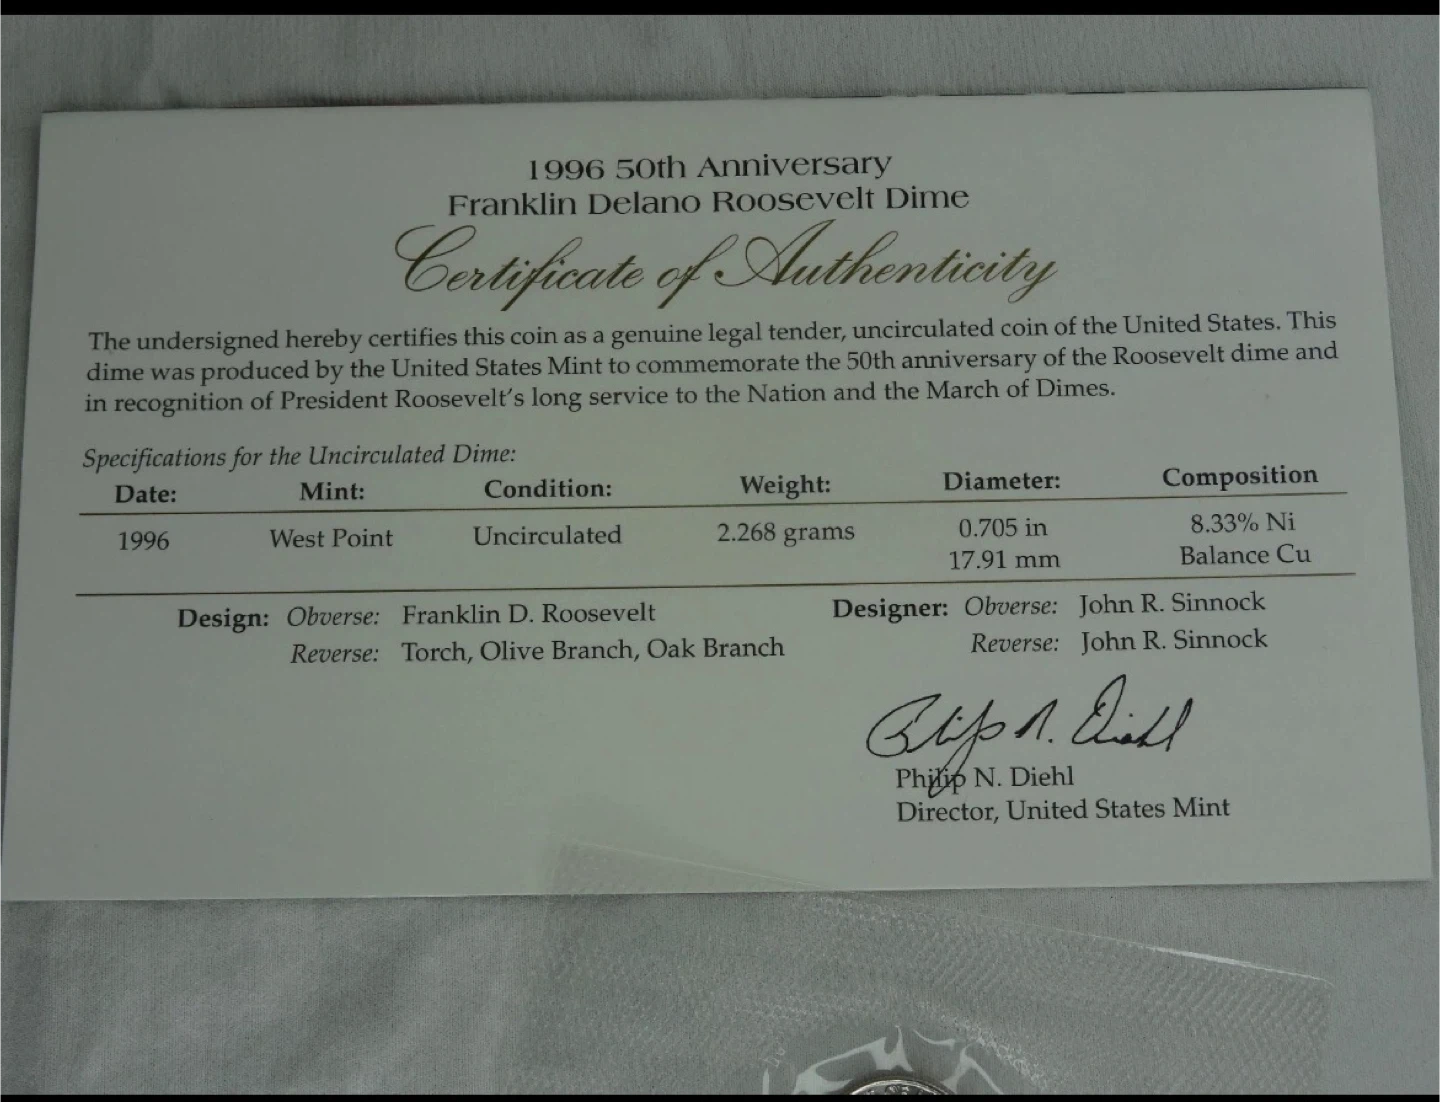 1996 50th Anniversary
Franklin Delano Roosevelt Dime
Certificate of Authenticity
The undersigned hereby certifies this coin as a genuine legal tender, uncirculated coin of the United States. This
dime was produced by the United States Mint to commemorate the 50th anniversary of the Roosevelt dime and
in recognition of President Roosevelt's long service to the Nation and the March of Dimes.
Specifications for the Uncirculated Dime:
Date: Mint: Condition: Weight: Diameter: Composition
1996 West Point Uncirculated 2.268 grams 0.705 in 8.33% Ni
17.91 mm Balance Cu
Design: Obverse: Franklin D. Roosevelt Designer: Obverse: John R. Sinnock
Reverse: Torch, Olive Branch, Oak Branch Reverse: John R. Sinnock
Philip N. Diehl
Philip N. Diehl
Director, United States Mint